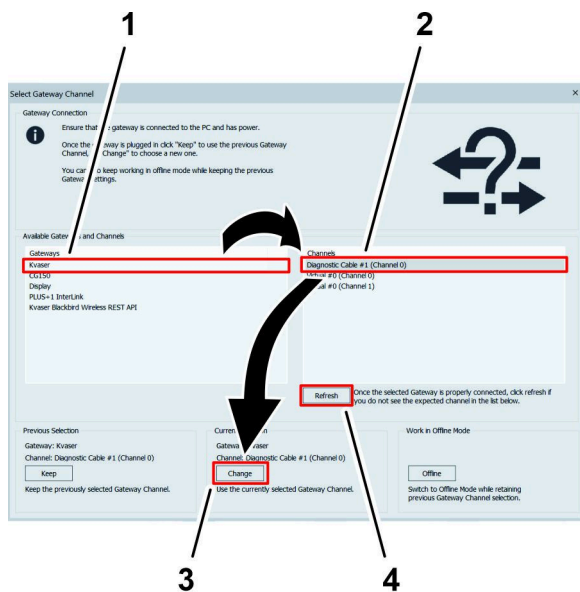 1
2
Select Gateway Channel
Gateway Connection
Ensure that gateway is connected to the PC and has power.
Once the gateway is plugged in click "Keep" to use the previous Gateway
Channel, "Change" to choose a new one.
You can to keep working in offline mode while keeping the previous
Gateway settings.
Available Gateways and Channels
Gateways
Kvaser
CG150
Display
PLUS+1 InterLink
Kvaser Blackbird Wireless REST API
Channels
Diagnostic Cable #1 (Channel 0)
Virtual #0 (Channel 0)
Virtual #0 (Channel 1)
Refresh
Once the selected Gateway is properly connected, click refresh if
you do not see the expected channel in the list below.
Previous Selection
Gateway: Kvaser
Channel: Diagnostic Cable #1 (Channel 0)
Keep
Keep the previously selected Gateway Channel.
Current
Gateway: Kvaser
Channel: Diagnostic Cable #1 (Channel 0)
Change
Use the currently selected Gateway Channel.
Work in Offline Mode
Offline
Switch to Offline Mode while retaining
previous Gateway Channel selection.
3
4